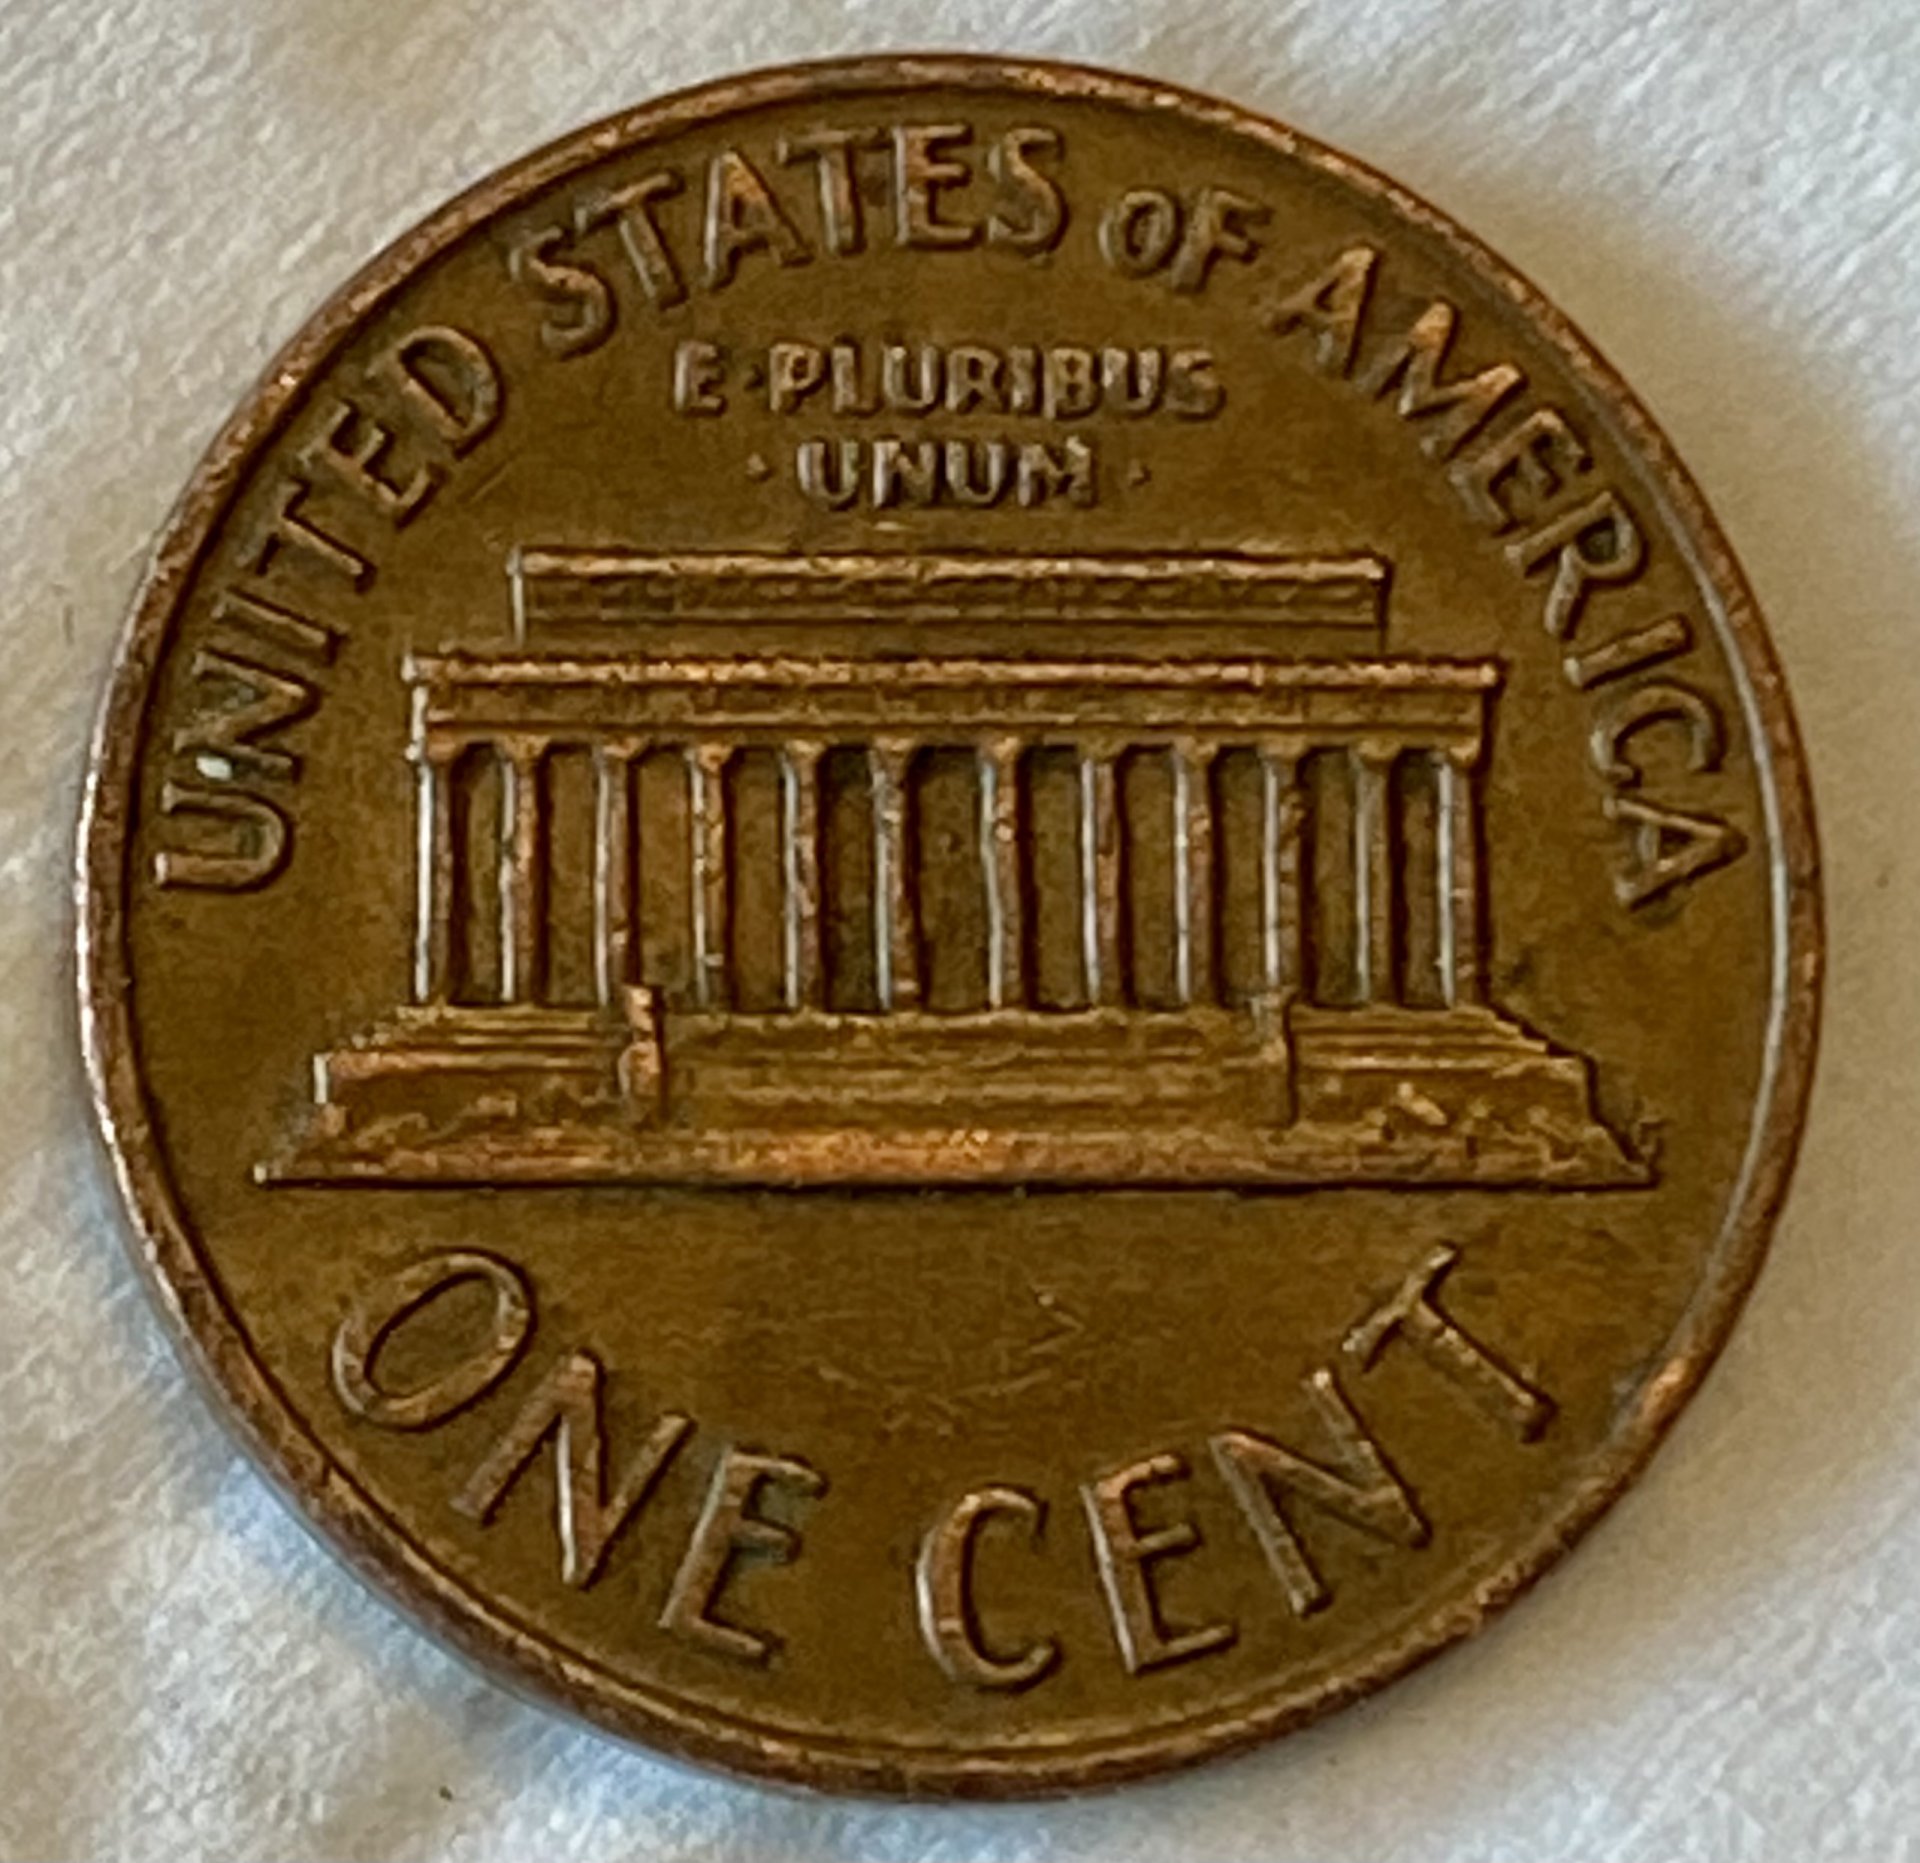 UNITED STATES OF AMERICA
E·PLURIBUS
·UNUM·
ONE CENT